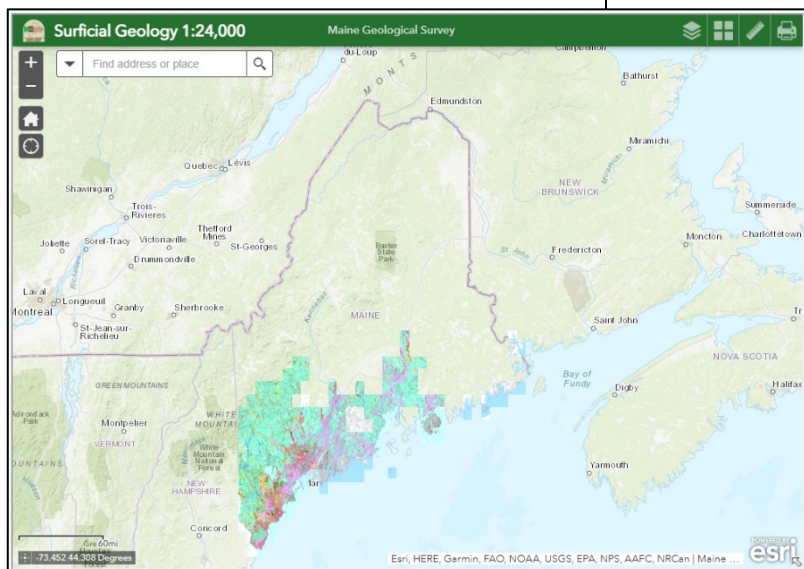 Surficial Geology 1:24,000
Maine Geological Survey
Find address or place
du-Loup
Campbellton
Bathurst
MONTS
Edmundston
Miramichi
Quebec
Lévis
NEW
BRUNSWICK
Shawinigan
Summerside
Trois-
Rivieres
Thetford
Mines
Baxter
State
Park
Moncton
Charlottetown
Joliette
Sorel-Tracy
Victoriaville
St-Georges
St. John
Fredericton
Drummondville
Laval
Longueuil
Granby
Sherbrooke
Montreal
MAINE
Saint John
St-Jean-sur-
Richelieu
Bay of
Fundy
NOVA SCOTIA
GREEN MOUNTAINS
Digby
Halifax
Adirondack
Park
Montpelier
WHITE
VERMONT
White
Mountain
National
Forest
Yarmouth
NEW
HAMPSHIRE
Concord
60mi
-73.452 44.308 Degrees
Esri, HERE, Garmin, FAO, NOAA, USGS, EPA, NPS, AAFC, NRCan | Maine ...
POWERED BY
esri